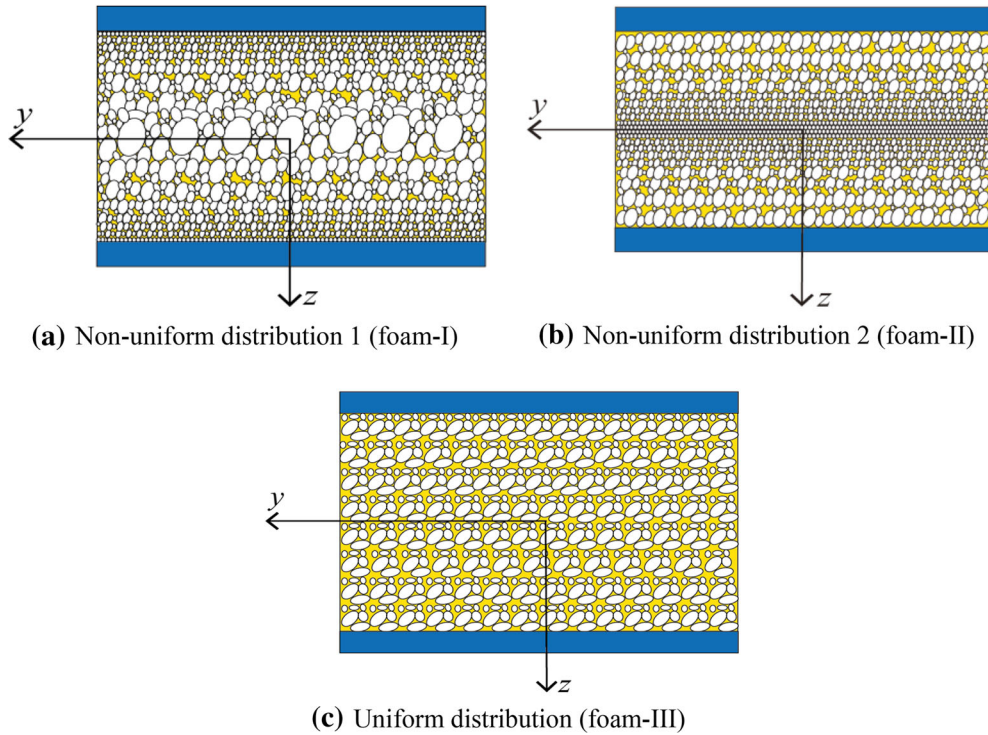 y
z
(a) Non-uniform distribution 1 (foam-I)
y
z
(b) Non-uniform distribution 2 (foam-II)
y
z
(c) Uniform distribution (foam-III)